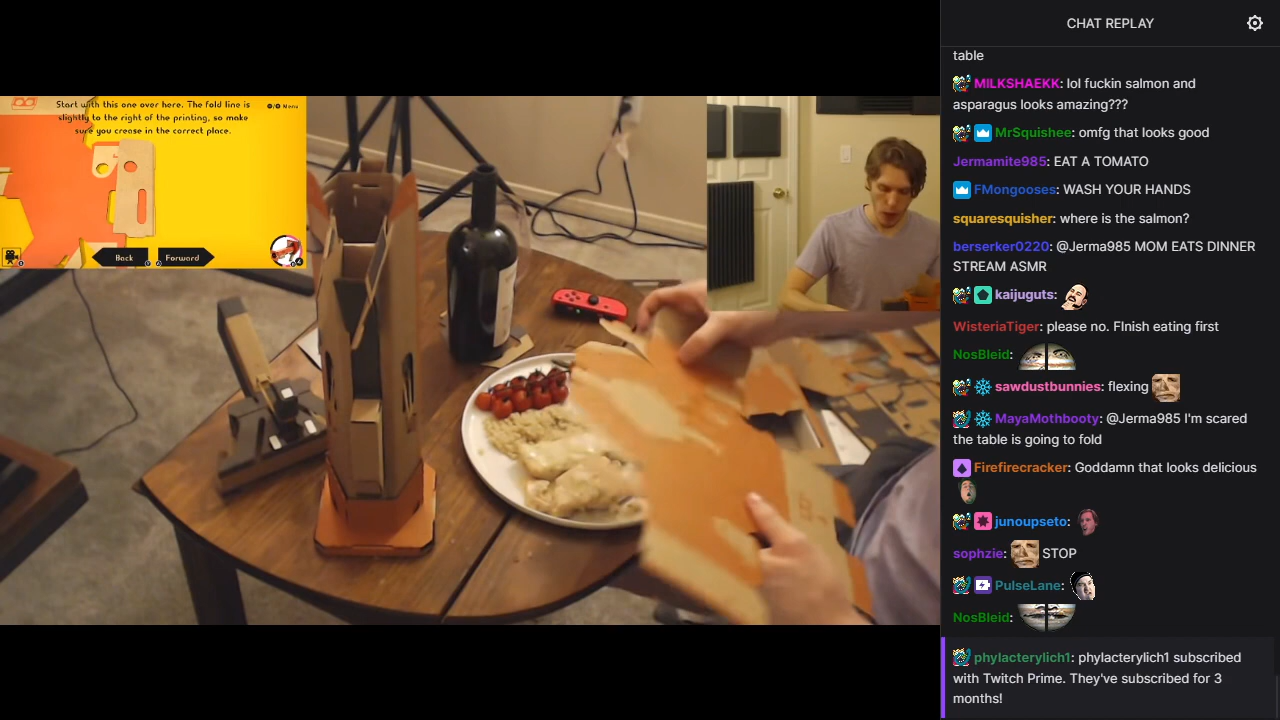 CHAT REPLAY
Start with this one over here. The fold line is
slightly to the right of the printing, so make
sure you crease in the correct place.
Menu
Back
Forward
table
MILKSHAEKK: lol fuckin salmon and
asparagus looks amazing???
MrSquishee: omfg that looks good
Jermamite985: EAT A TOMATO
FMongooses: WASH YOUR HANDS
squaresquisher: where is the salmon?
berserker0220: @Jerma985 MOM EATS DINNER
STREAM ASMR
kaijuguts:
WisteriaTiger: please no. FInish eating first
NosBleid:
sawdustbunnies: flexing
MayaMothbooty: @Jerma985 I'm scared
the table is going to fold
Firefirecracker: Goddamn that looks delicious
junoupseto:
sophzie: STOP
PulseLane:
NosBleid:
phylacterylich1: phylacterylich1 subscribed
with Twitch Prime. They've subscribed for 3
months!